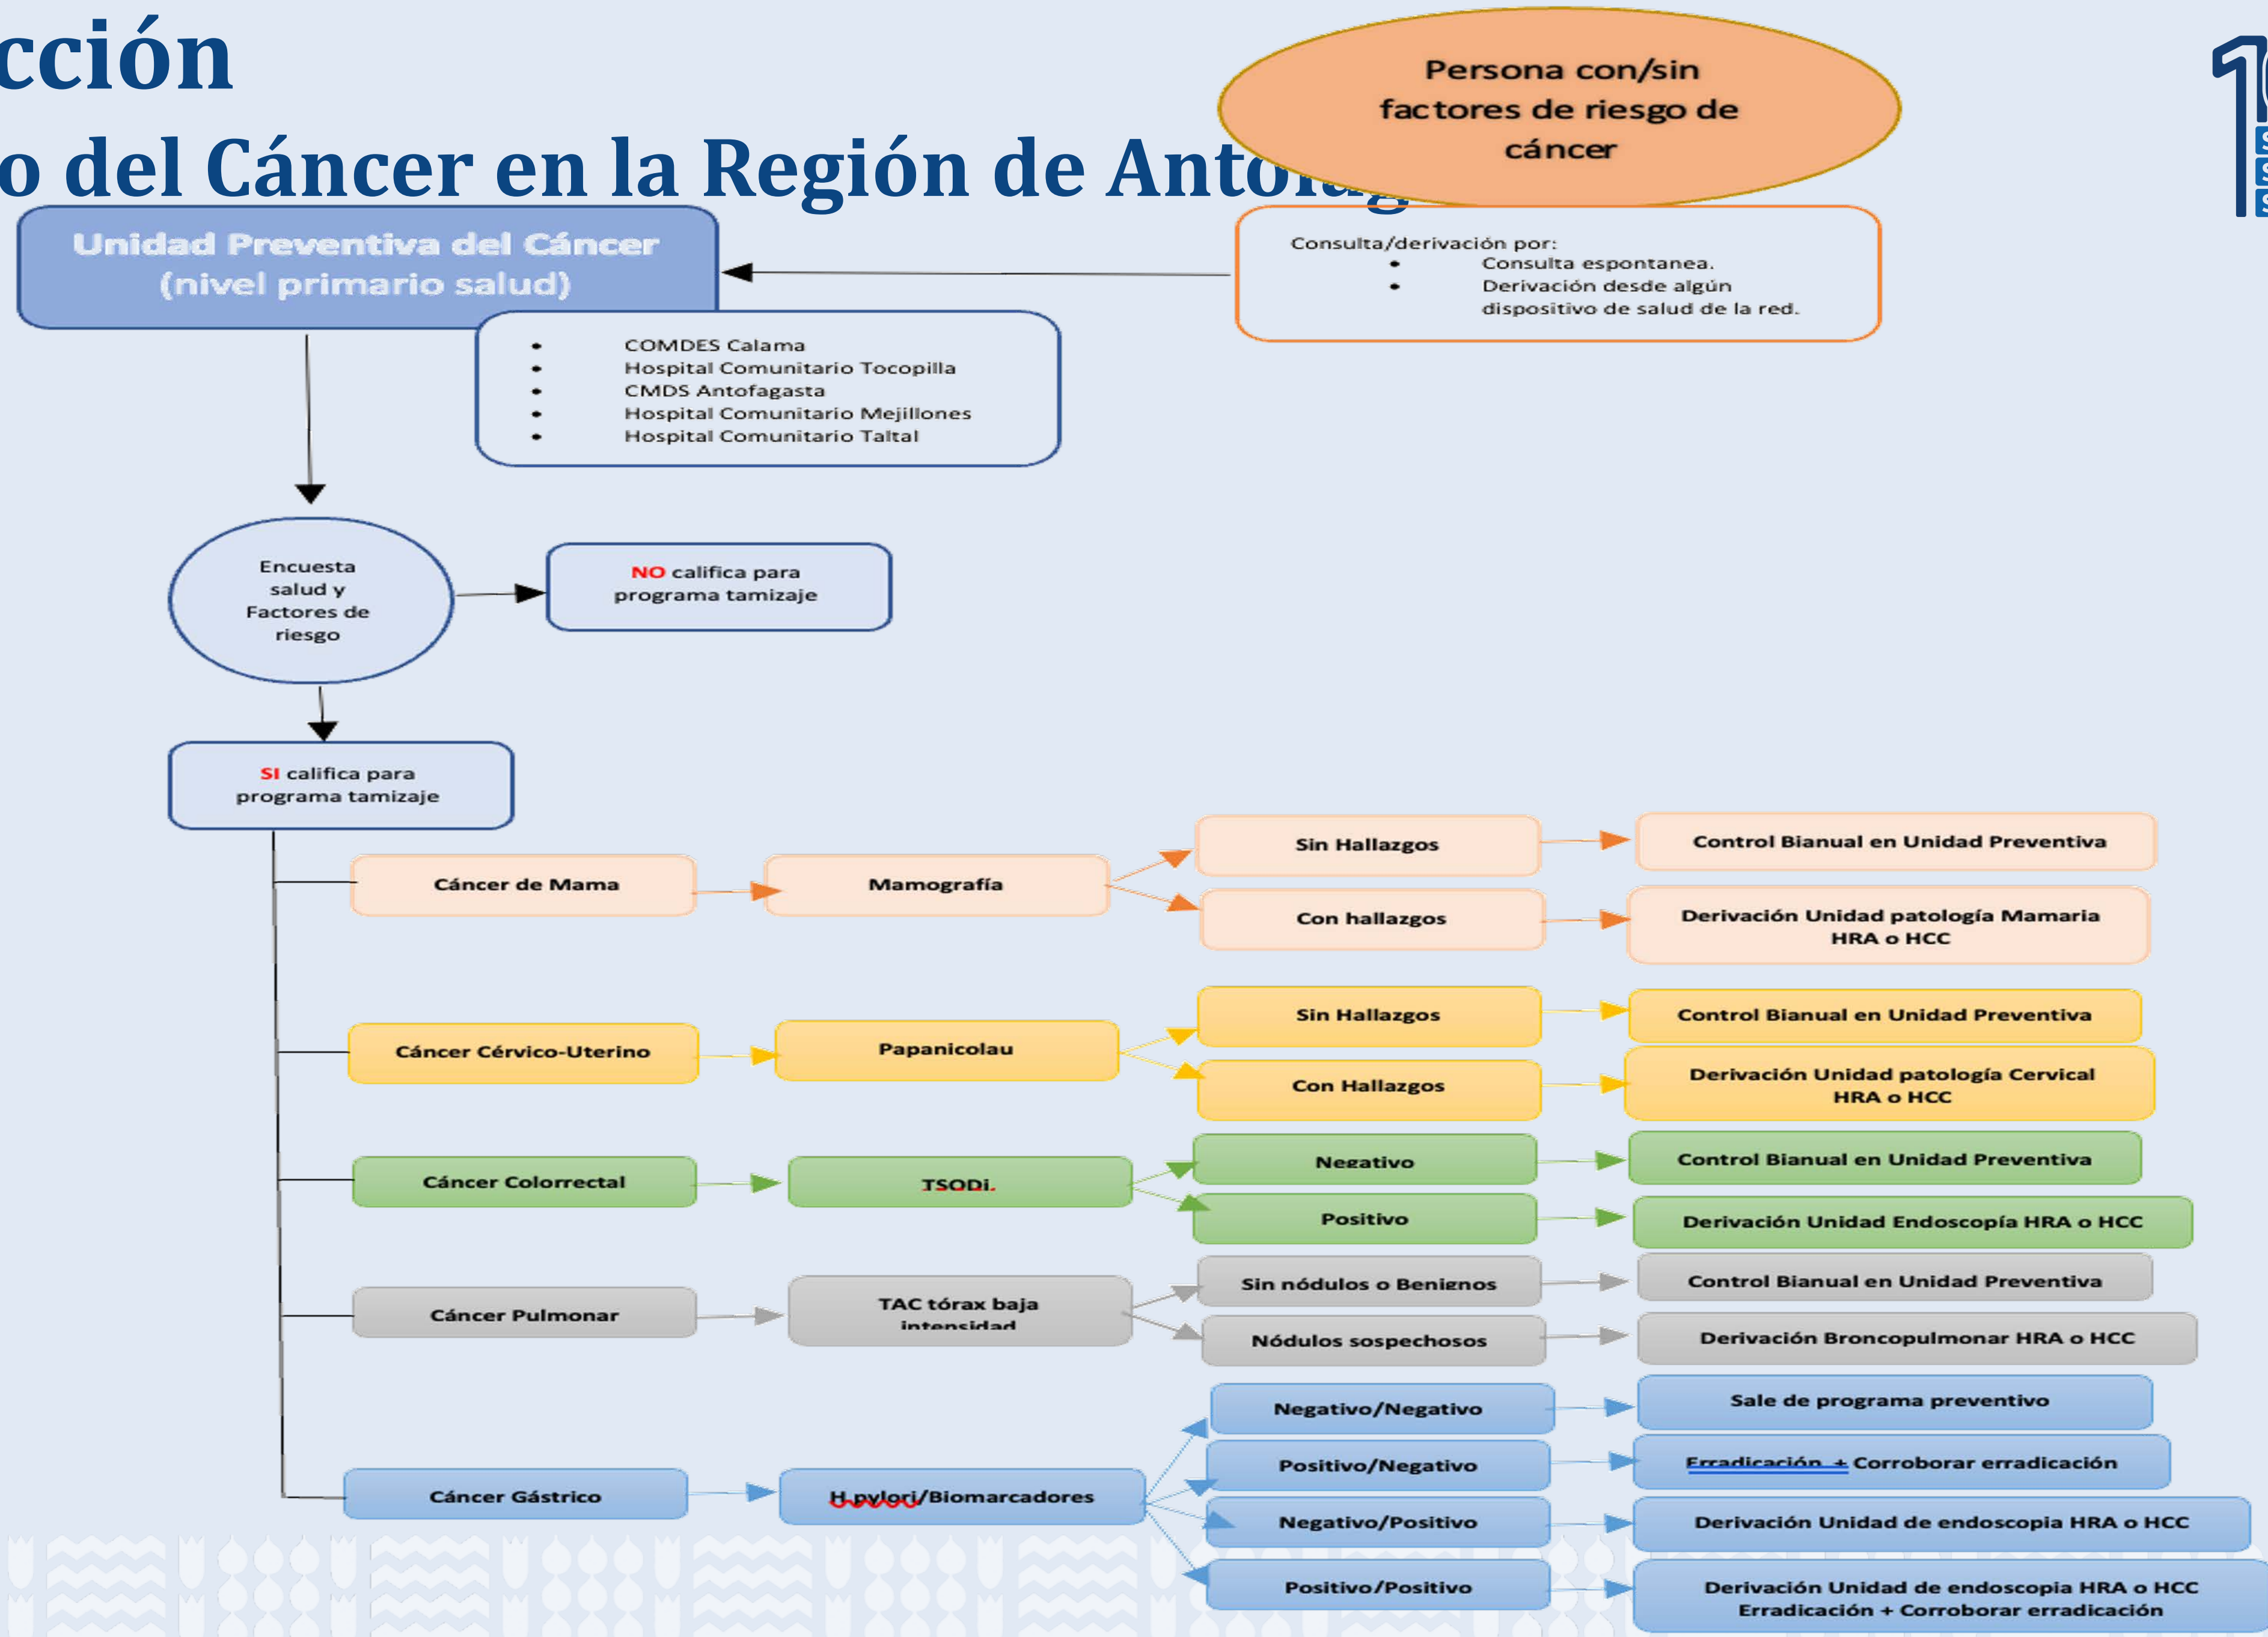 cción
o del Cáncer en la Región de
Persona con/sin
factores de riesgo de
cáncer
Unidad Preventiva del Cáncer
(nivel primario salud)
Consulta/derivación por:
• Consulta espontanea.
• Derivación desde algún
dispositivo de salud de la red.
• COMDES Calama
• Hospital Comunitario Tocopilla
• CMDS Antofagasta
• Hospital Comunitario Mejillones
• Hospital Comunitario Taltal
Encuesta
salud y
Factores de
riesgo
NO califica para
programa tamizaje
SI califica para
programa tamizaje
Cáncer de Mama
Mamografía
Sin Hallazgos
Control Bianual en Unidad Preventiva
Con hallazgos
Derivación Unidad patología Mamaria
HRA o HCC
Cáncer Cérvico-Uterino
Papanicolau
Sin Hallazgos
Control Bianual en Unidad Preventiva
Con Hallazgos
Derivación Unidad patología Cervical
HRA o HCC
Cáncer Colorrectal
TSODi.
Negativo
Control Bianual en Unidad Preventiva
Positivo
Derivación Unidad Endoscopía HRA o HCC
Cáncer Pulmonar
TAC tórax baja
intensidad
Sin nódulos o Benignos
Control Bianual en Unidad Preventiva
Nódulos sospechosos
Derivación Broncopulmonar HRA o HCC
Cáncer Gástrico
H.pylori/Biomarcadores
Negativo/Negativo
Sale de programa preventivo
Positivo/Negativo
Erradicación + Corroborar erradicación
Negativo/Positivo
Derivación Unidad de endoscopia HRA o HCC
Positivo/Positivo
Derivación Unidad de endoscopia HRA o HCC
Erradicación + Corroborar erradicación